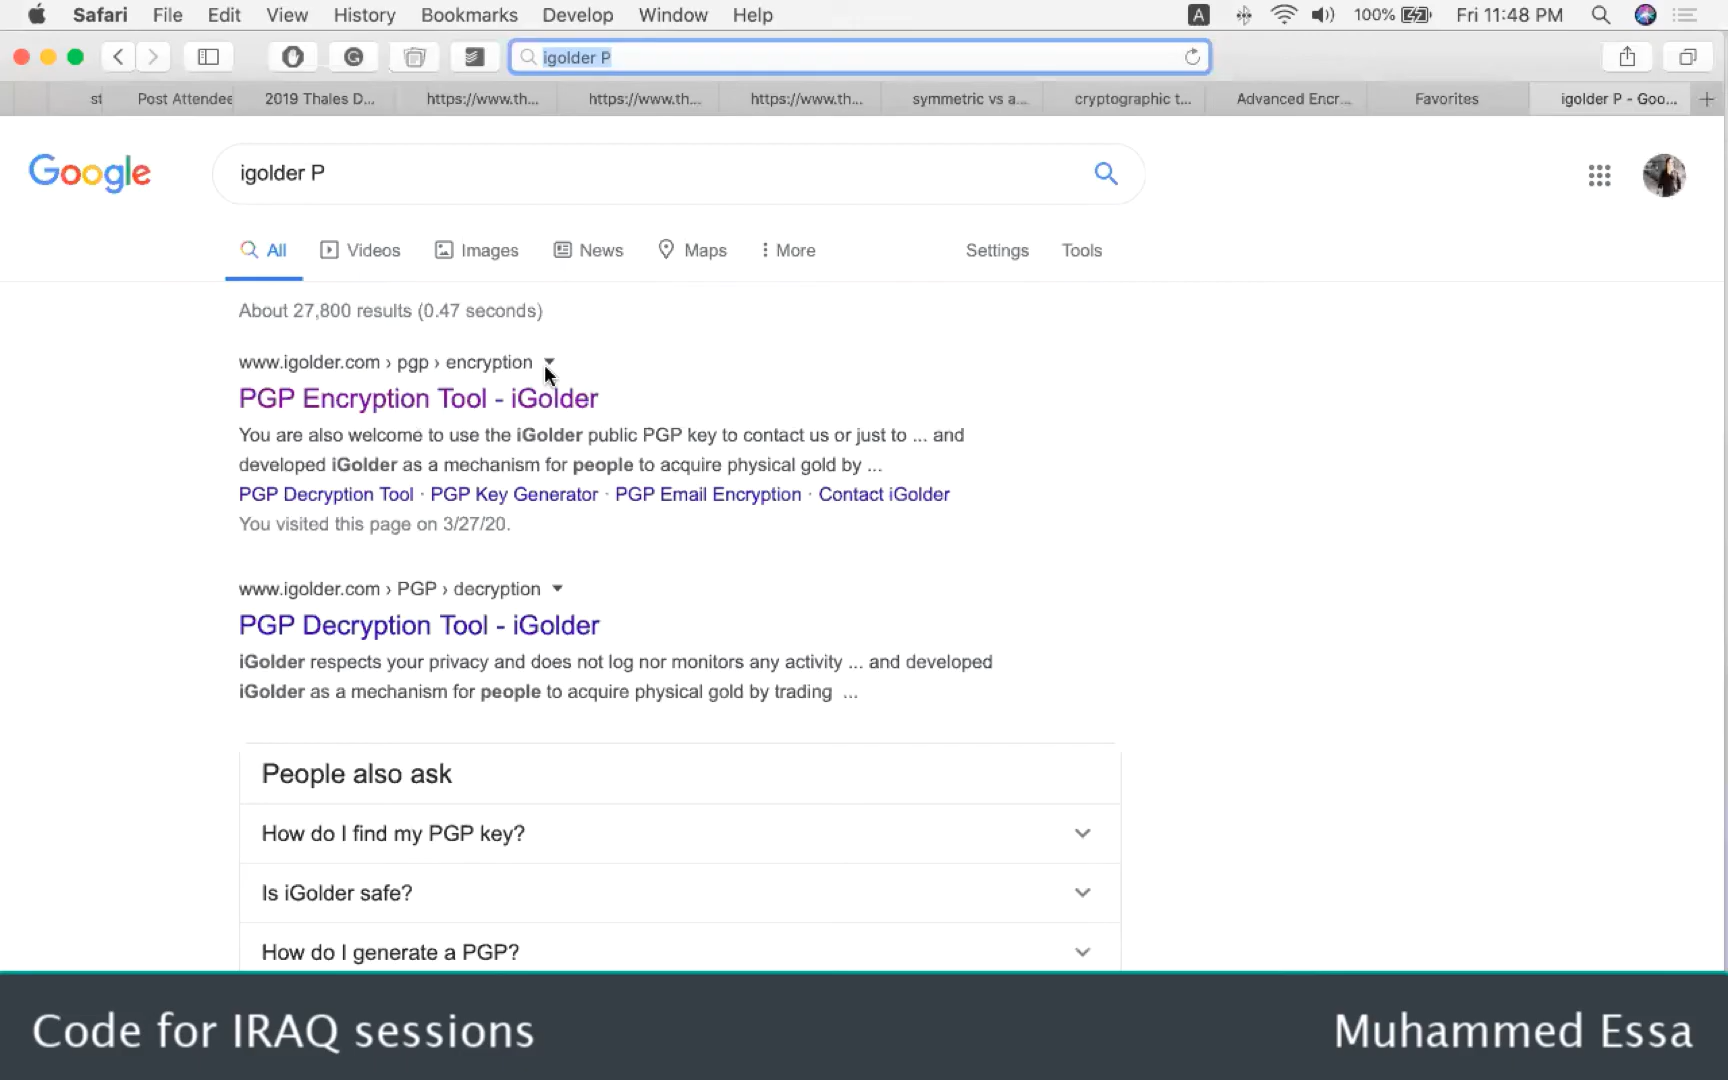 Safari File Edit View History Bookmarks Develop Window Help A 100% Fri 11:48 PM
G igolder P
st Post Attendee 2019 Thales D... https://www.th... https://www.th... https://www.th... symmetric vs a... cryptographic t... Advanced Encr... Favorites igolder P - Goo... +
Google igolder P
All Videos Images News Maps More Settings Tools
About 27,800 results (0.47 seconds)
www.igolder.com › pgp › encryption
PGP Encryption Tool - iGolder
You are also welcome to use the iGolder public PGP key to contact us or just to ... and
developed iGolder as a mechanism for people to acquire physical gold by ...
PGP Decryption Tool · PGP Key Generator · PGP Email Encryption · Contact iGolder
You visited this page on 3/27/20.
www.igolder.com › PGP › decryption
PGP Decryption Tool - iGolder
iGolder respects your privacy and does not log nor monitors any activity ... and developed
iGolder as a mechanism for people to acquire physical gold by trading ...
People also ask
How do I find my PGP key?
Is iGolder safe?
How do I generate a PGP?
Code for IRAQ sessions Muhammed Essa